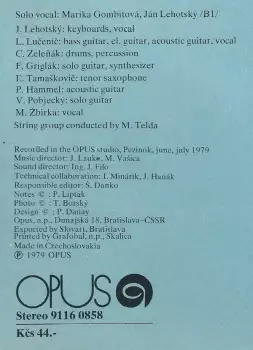 Solo vocal: Marika Gombitová, Ján Lehotský /B1/
J. Lehotský: keyboards, vocal
L. Lučenič: bass guitar, el. guitar, acoustic guitar, vocal
C. Zeleňák: drums, percussion
F. Griglák: solo guitar, synthesizer
Ľ. Tamaškovič: tenor saxophone
P. Hammel: acoustic guitar
V. Pobjecký: solo guitar
M. Žbirka: vocal
String group conducted by M. Telda
Recorded in the OPUS studio, Pezinok, june, july 1979
Music director: J. Lauko, M. Vašica
Sound director: Ing. J. Filo
Technical collaboration: I. Minárik, J. Hanák
Responsible editor: S. Danko
Notes © : P. Lipták
Photo © : T. Borský
Design © : P. Danay
Opus, n.p., Dunajská 18, Bratislava-ČSSR
Exported by Slovart, Bratislava
Printed by Grafobal, n.p., Skalica
Made in Czechoslovakia
℗ 1979 OPUS
OPUS
Stereo 9116 0858
Kčs 44.-